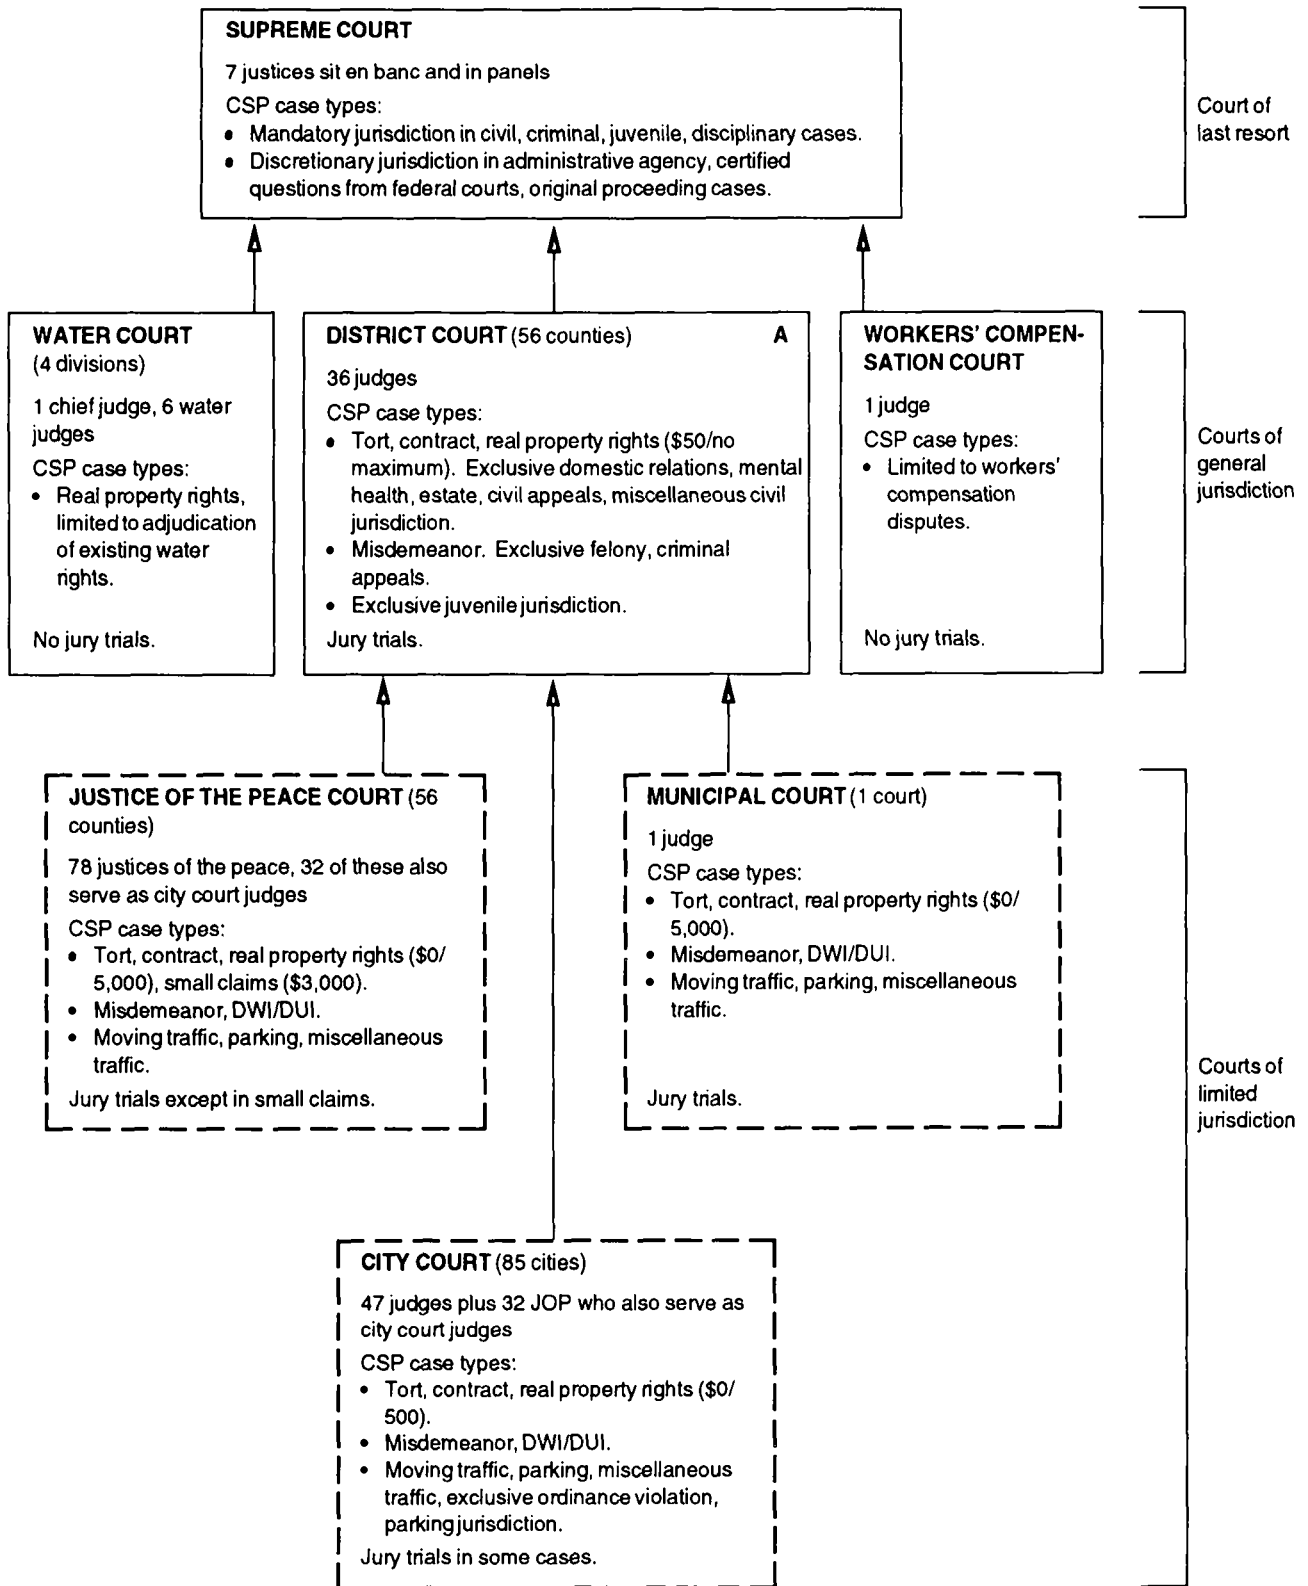 SUPREME COURT
7 justices sit en banc and in panels
CSP case types:
• Mandatory jurisdiction in civil, criminal, juvenile, disciplinary cases.
• Discretionary jurisdiction in administrative agency, certified
questions from federal courts, original proceeding cases.
Court of
last resort
WATER COURT
(4 divisions)
1 chief judge, 6 water
judges
CSP case types:
• Real property rights,
limited to adjudication
of existing water
rights.
No jury trials.
DISTRICT COURT (56 counties) A
36 judges
CSP case types:
• Tort, contract, real property rights ($50/no
maximum). Exclusive domestic relations, mental
health, estate, civil appeals, miscellaneous civil
jurisdiction.
• Misdemeanor. Exclusive felony, criminal
appeals.
• Exclusive juvenile jurisdiction.
Jury trials.
WORKERS' COMPEN-
SATION COURT
1 judge
CSP case types:
• Limited to workers'
compensation
disputes.
No jury trials.
Courts of
general
jurisdiction
JUSTICE OF THE PEACE COURT (56
counties)
78 justices of the peace, 32 of these also
serve as city court judges
CSP case types:
• Tort, contract, real property rights ($0/
5,000), small claims ($3,000).
• Misdemeanor, DWI/DUI.
• Moving traffic, parking, miscellaneous
traffic.
Jury trials except in small claims.
MUNICIPAL COURT (1 court)
1 judge
CSP case types:
• Tort, contract, real property rights ($0/
5,000).
• Misdemeanor, DWI/DUI.
• Moving traffic, parking, miscellaneous
traffic.
Jury trials.
Courts of
limited
jurisdiction
CITY COURT (85 cities)
47 judges plus 32 JOP who also serve as
city court judges
CSP case types:
• Tort, contract, real property rights ($0/
500).
• Misdemeanor, DWI/DUI.
• Moving traffic, parking, miscellaneous
traffic, exclusive ordinance violation,
parking jurisdiction.
Jury trials in some cases.